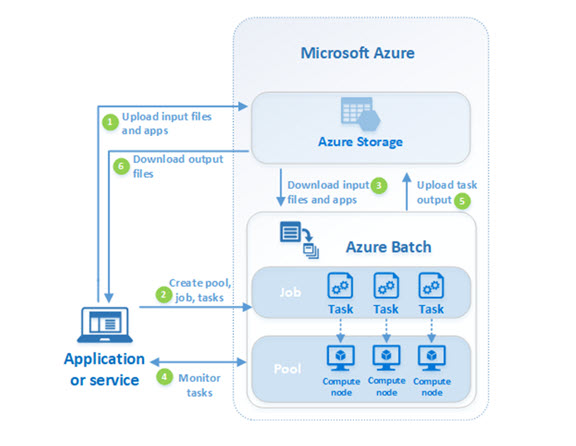 Microsoft Azure
1
Upload input files
and apps
Azure Storage
6
Download output
files
Download input
files and apps
3
Upload task
output
5
Azure Batch
2
Create pool,
job, tasks
Job
Task
Task
Task
Application
or service
4
Monitor
tasks
Pool
Compute
node
Compute
node
Compute
node